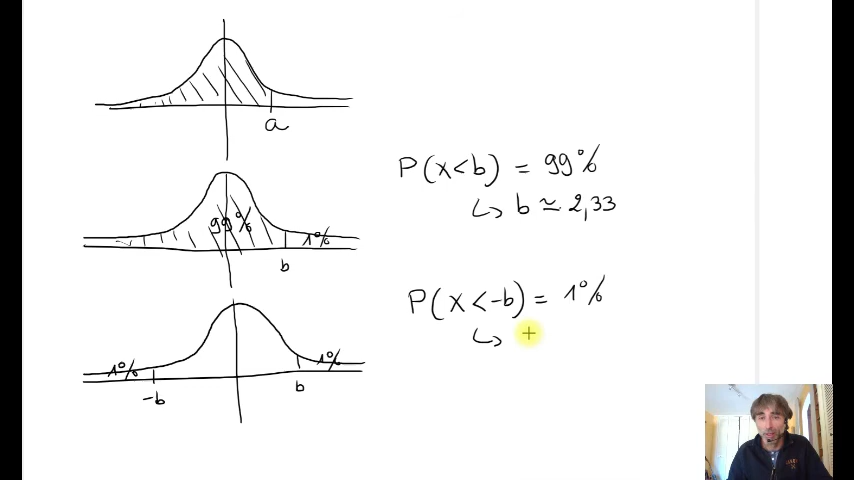 a
P(X<b) = 99%
↳ b ≃ 2,33
99% 1%
b
P(X<-b) = 1%
↳
1% 1%
-b b